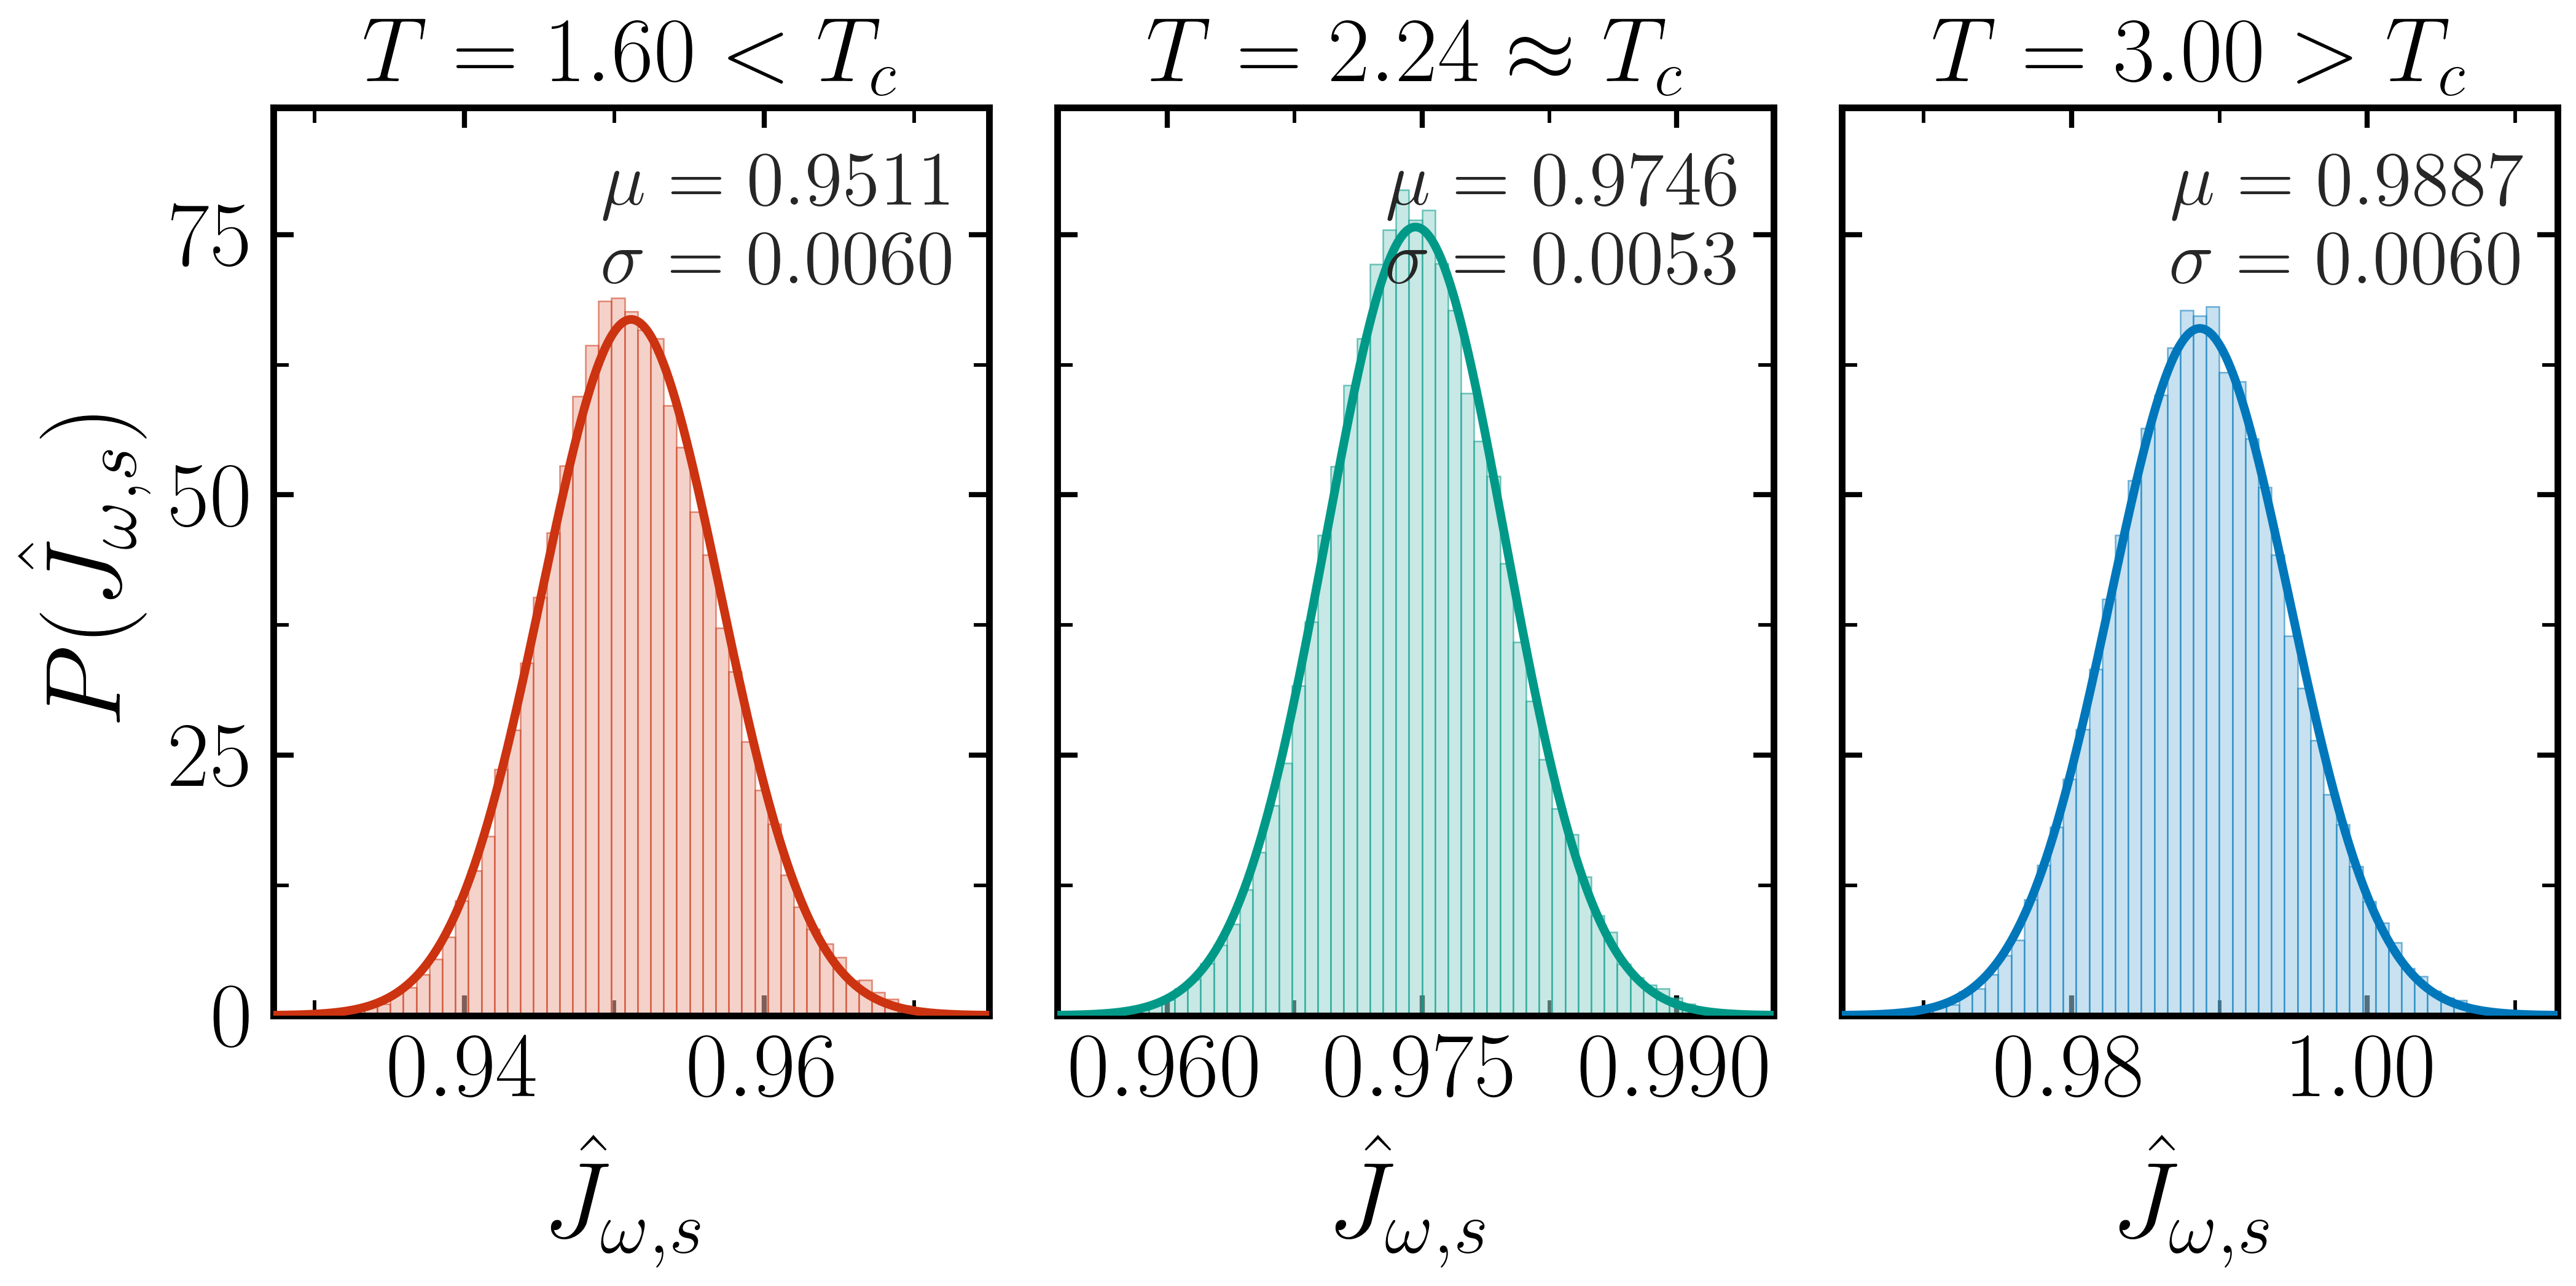 T = 1.60 < T_c
T = 2.24 ≈ T_c
T = 3.00 > T_c
P(Ĵ_{ω,s})
75
50
25
0
μ = 0.9511
σ = 0.0060
μ = 0.9746
σ = 0.0053
μ = 0.9887
σ = 0.0060
0.94 0.96
0.960 0.975 0.990
0.98 1.00
Ĵ_{ω,s}
Ĵ_{ω,s}
Ĵ_{ω,s}